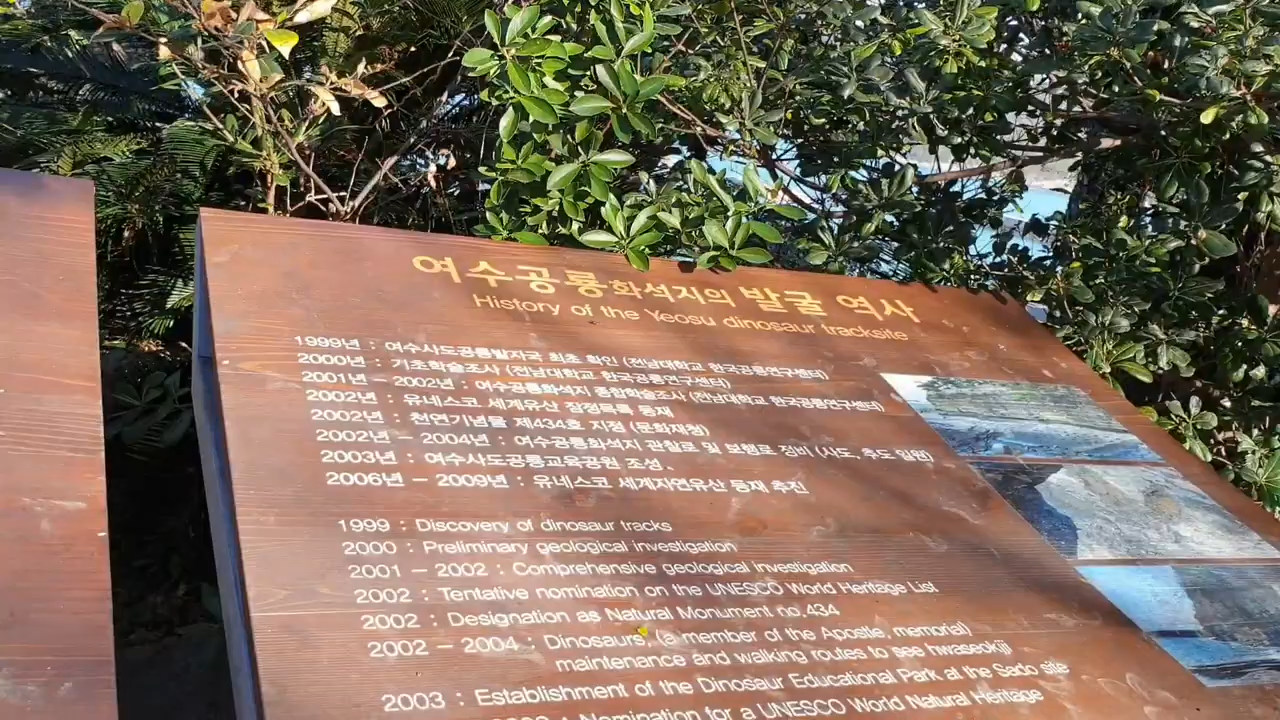 여수공룡화석지의 발굴 역사
History of the Yeosu dinosaur tracksite
1999년 : 여수사도공룡발자국 최초 확인 (전남대학교 한국공룡연구센터)
2000년 : 기초학술조사 (전남대학교 한국공룡연구센터)
2001년 – 2002년 : 여수공룡화석지 종합학술조사 (전남대학교 한국공룡연구센터)
2002년 : 유네스코 세계유산 잠정목록 등재
2002년 : 천연기념물 제434호 지정 (문화재청)
2002년 – 2004년 : 여수공룡화석지 관찰로 및 보행로 정비 (사도, 추도 일원)
2003년 : 여수사도공룡교육공원 조성
2006년 – 2009년 : 유네스코 세계자연유산 등재 추진
1999 : Discovery of dinosaur tracks
2000 : Preliminary geological investigation
2001 – 2002 : Comprehensive geological investigation
2002 : Tentative nomination on the UNESCO World Heritage List
2002 : Designation as Natural Monument no.434
2002 – 2004 : Dinosaurs, (a member of the Apostle, memorial)
maintenance and walking routes to see hwaseokji
2003 : Establishment of the Dinosaur Educational Park at the Sado site
: Nomination for a UNESCO World Natural Heritage